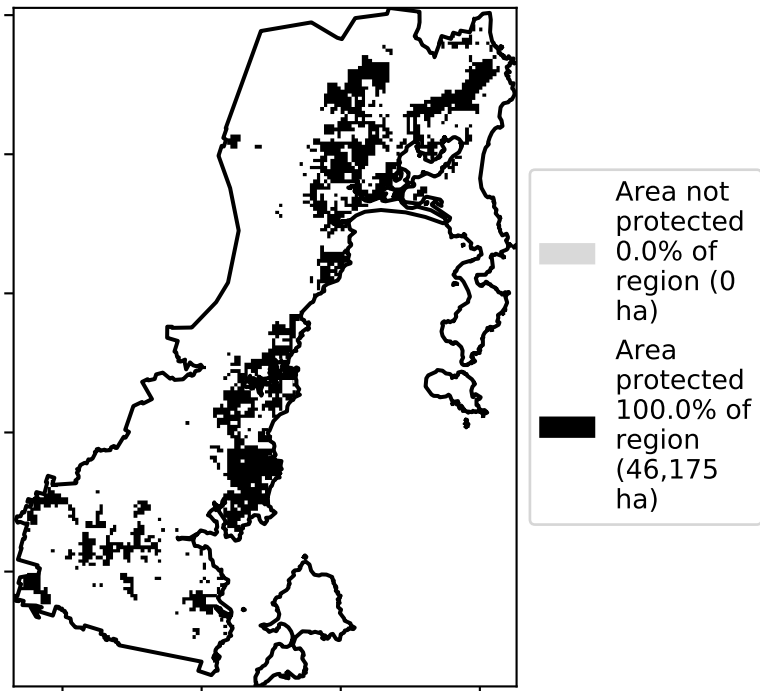 Area not
protected
0.0% of
region (0
ha)
Area
protected
100.0% of
region
(46,175
ha)